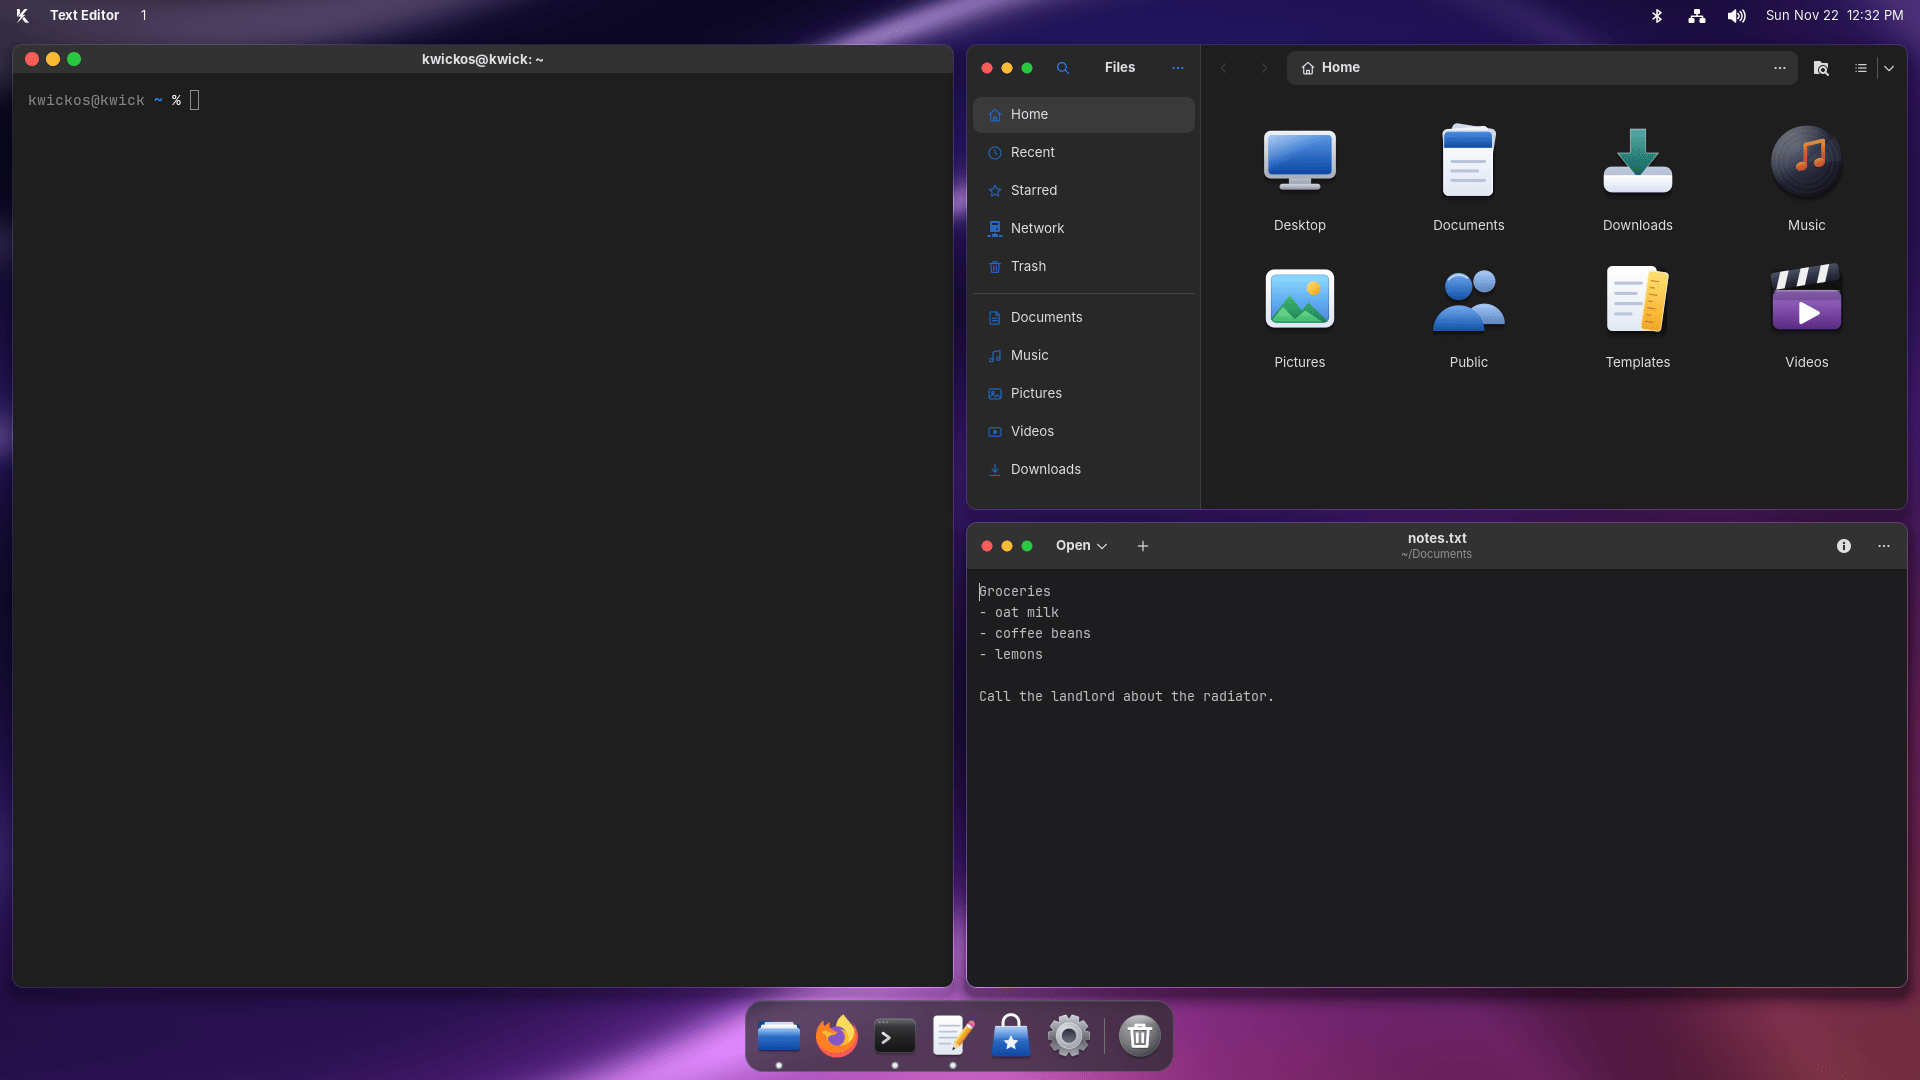 Text Editor 1
Sun Nov 22 12:32 PM
kwickos@kwick: ~
kwickos@kwick ~ %
Files
Home
Recent
Starred
Network
Trash
Documents
Music
Pictures
Videos
Downloads
Home
Desktop
Documents
Downloads
Music
Pictures
Public
Templates
Videos
Open
notes.txt
~/Documents
Groceries
- oat milk
- coffee beans
- lemons
Call the landlord about the radiator.